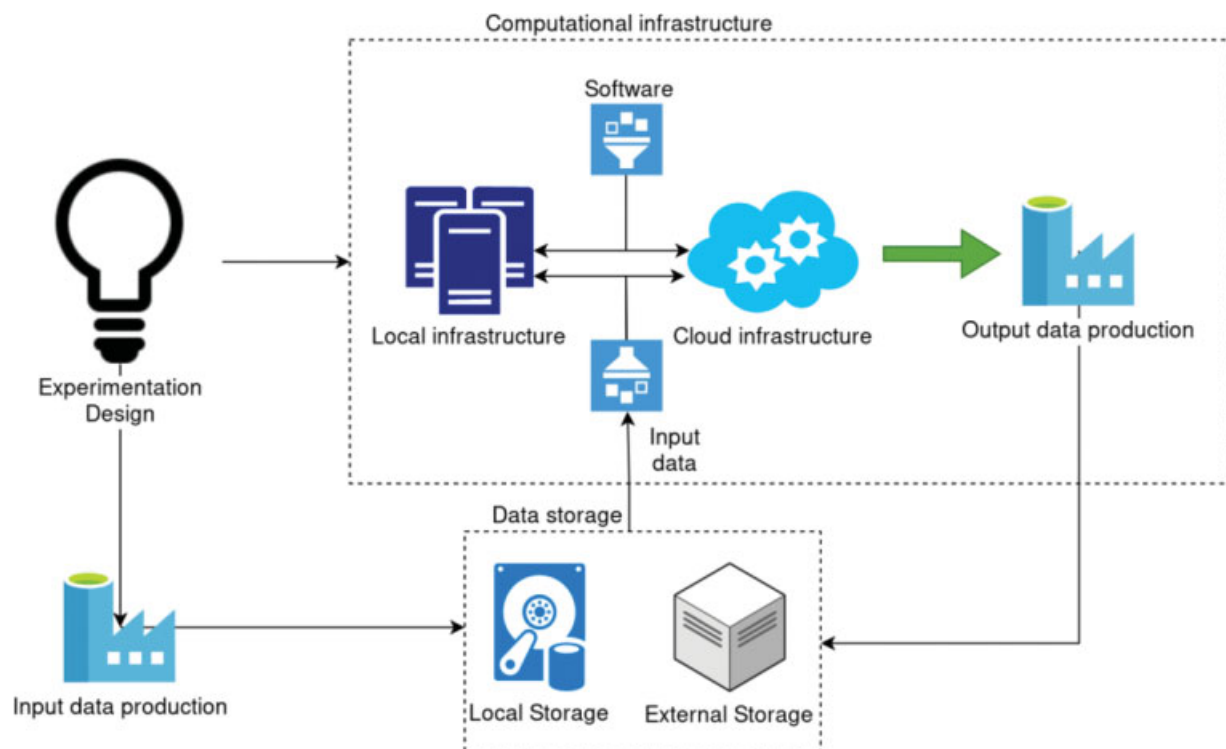 Computational infrastructure
Software
Local infrastructure
Cloud infrastructure
Output data production
Experimentation
Design
Input
data
Data storage
Input data production
Local Storage
External Storage